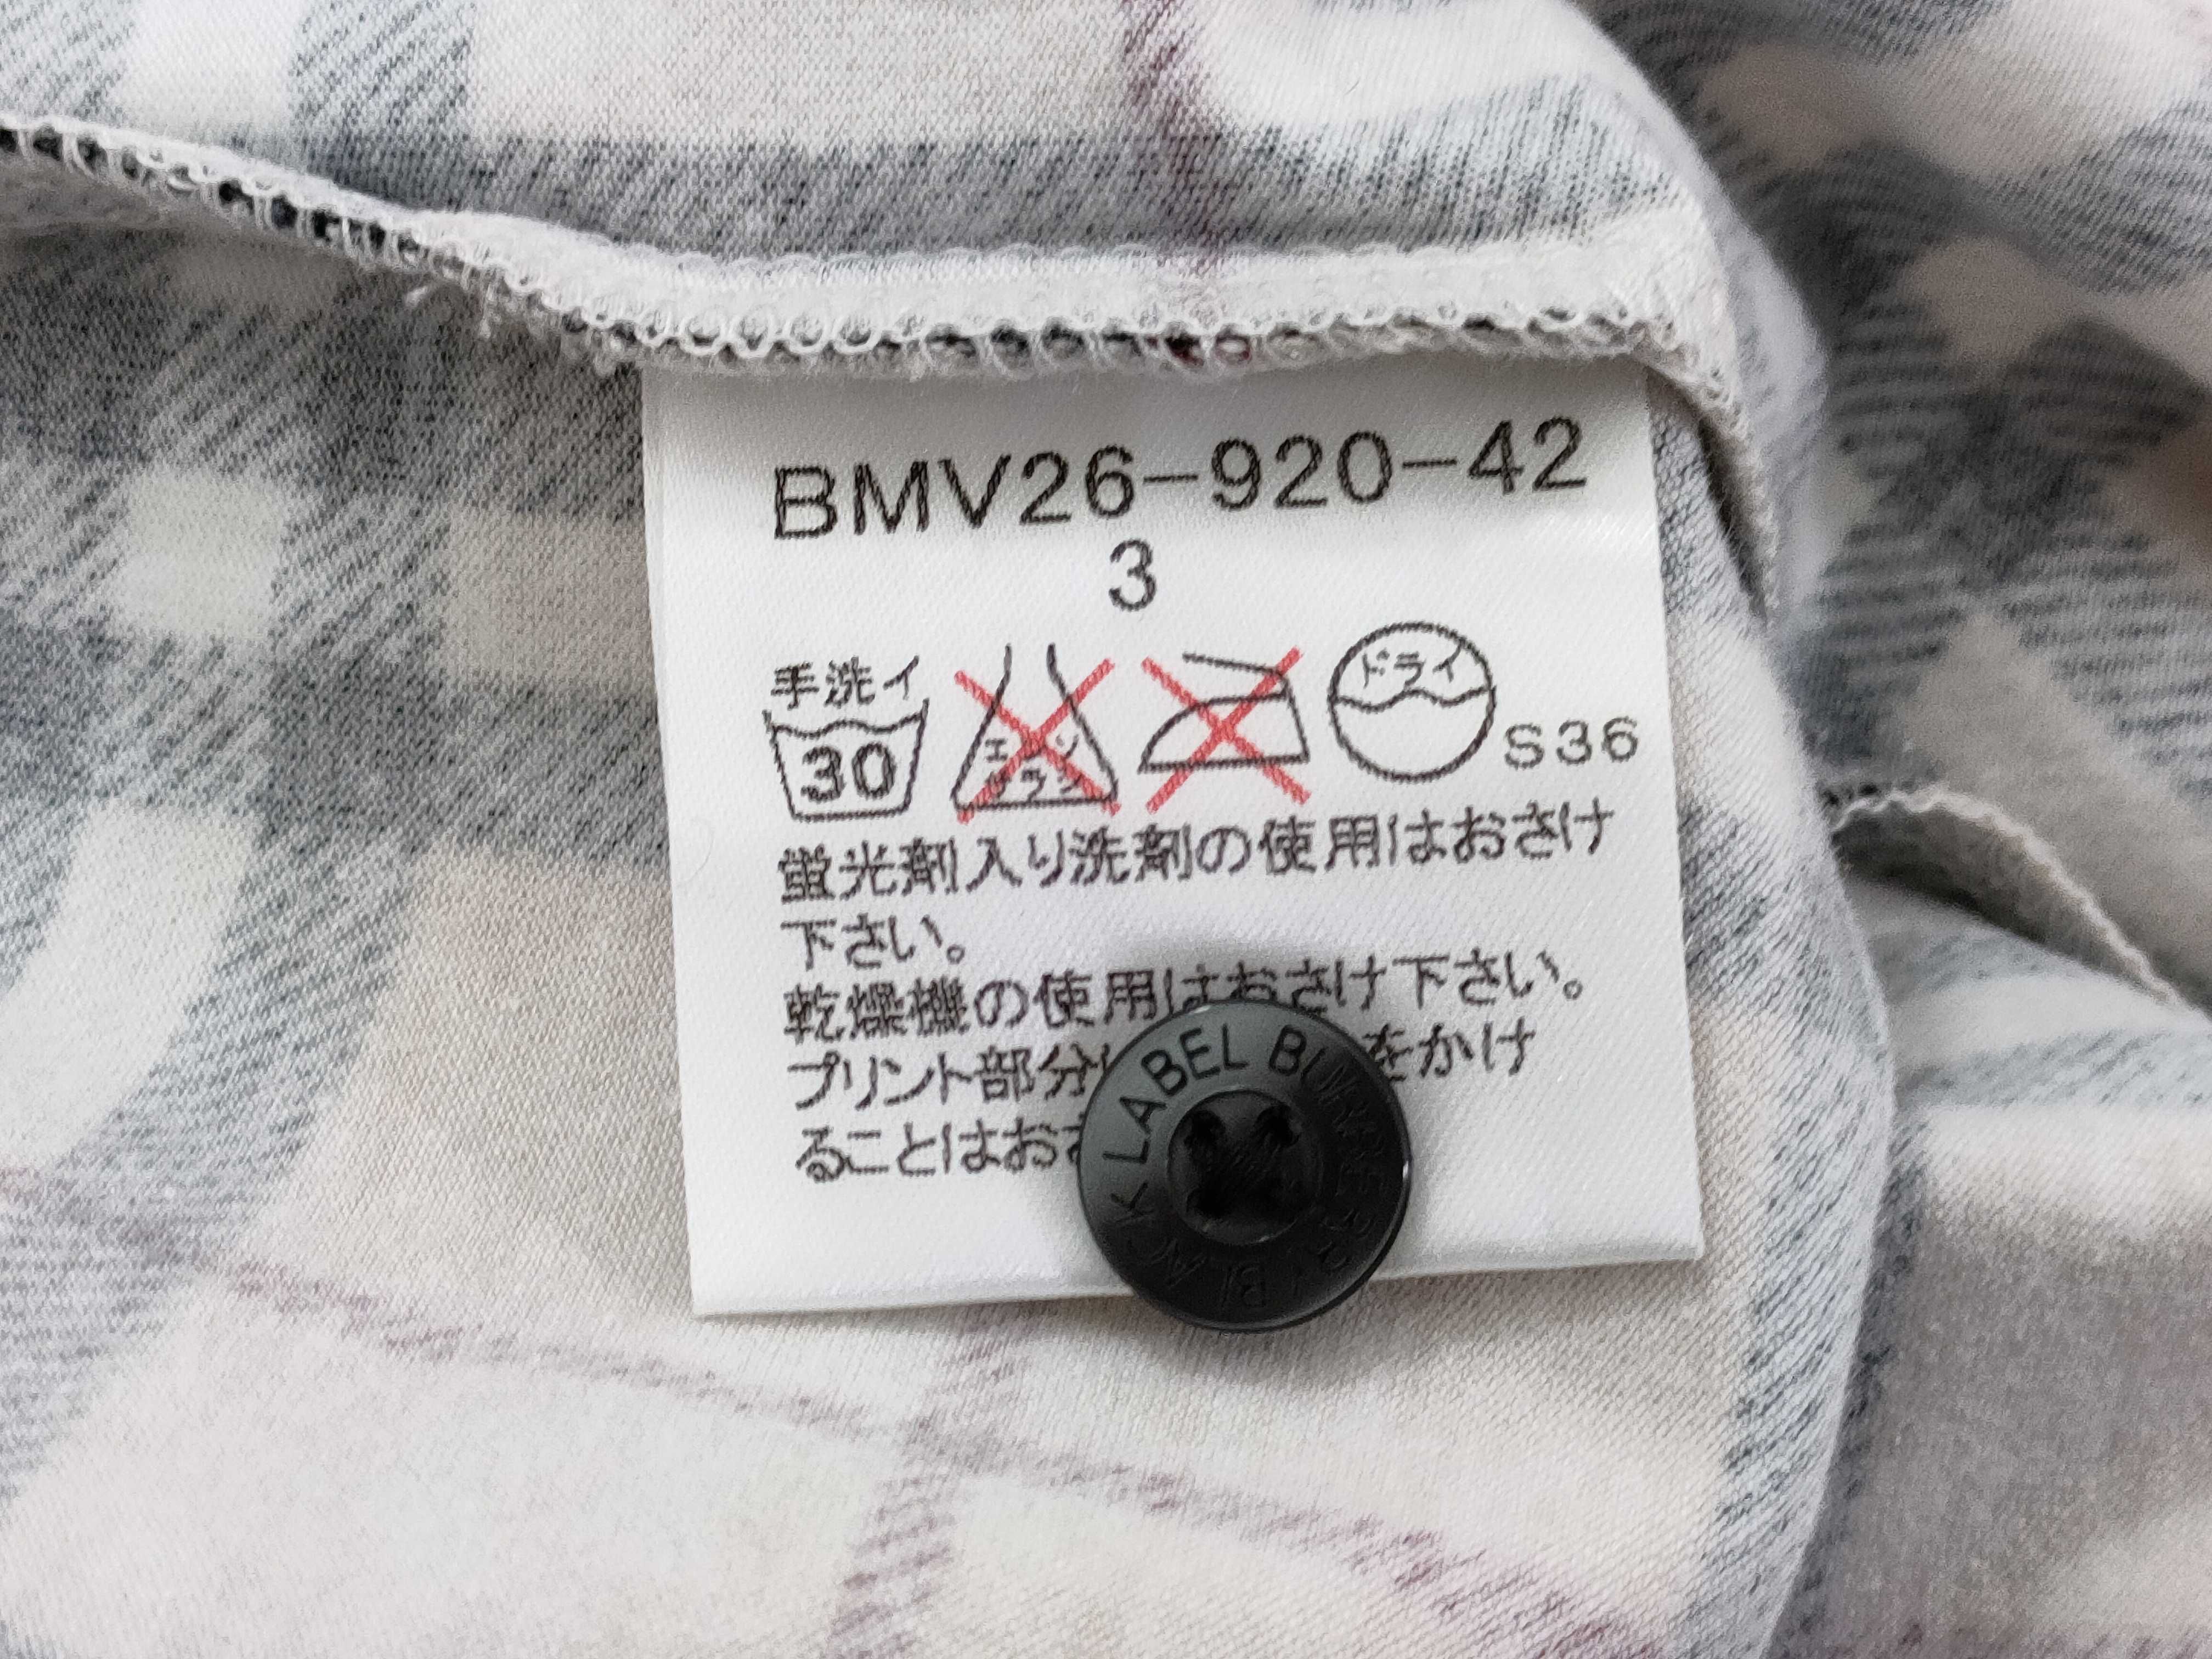 BMV26-920-42
3
手洗イ
30
エンソ
サラシ
ドライ
S36
蛍光剤入り洗剤の使用はおさけ
下さい。
乾燥機の使用はおさけ下さい。
プリント部分 をかけ
ることはお
BLACK LABEL BURBERRY